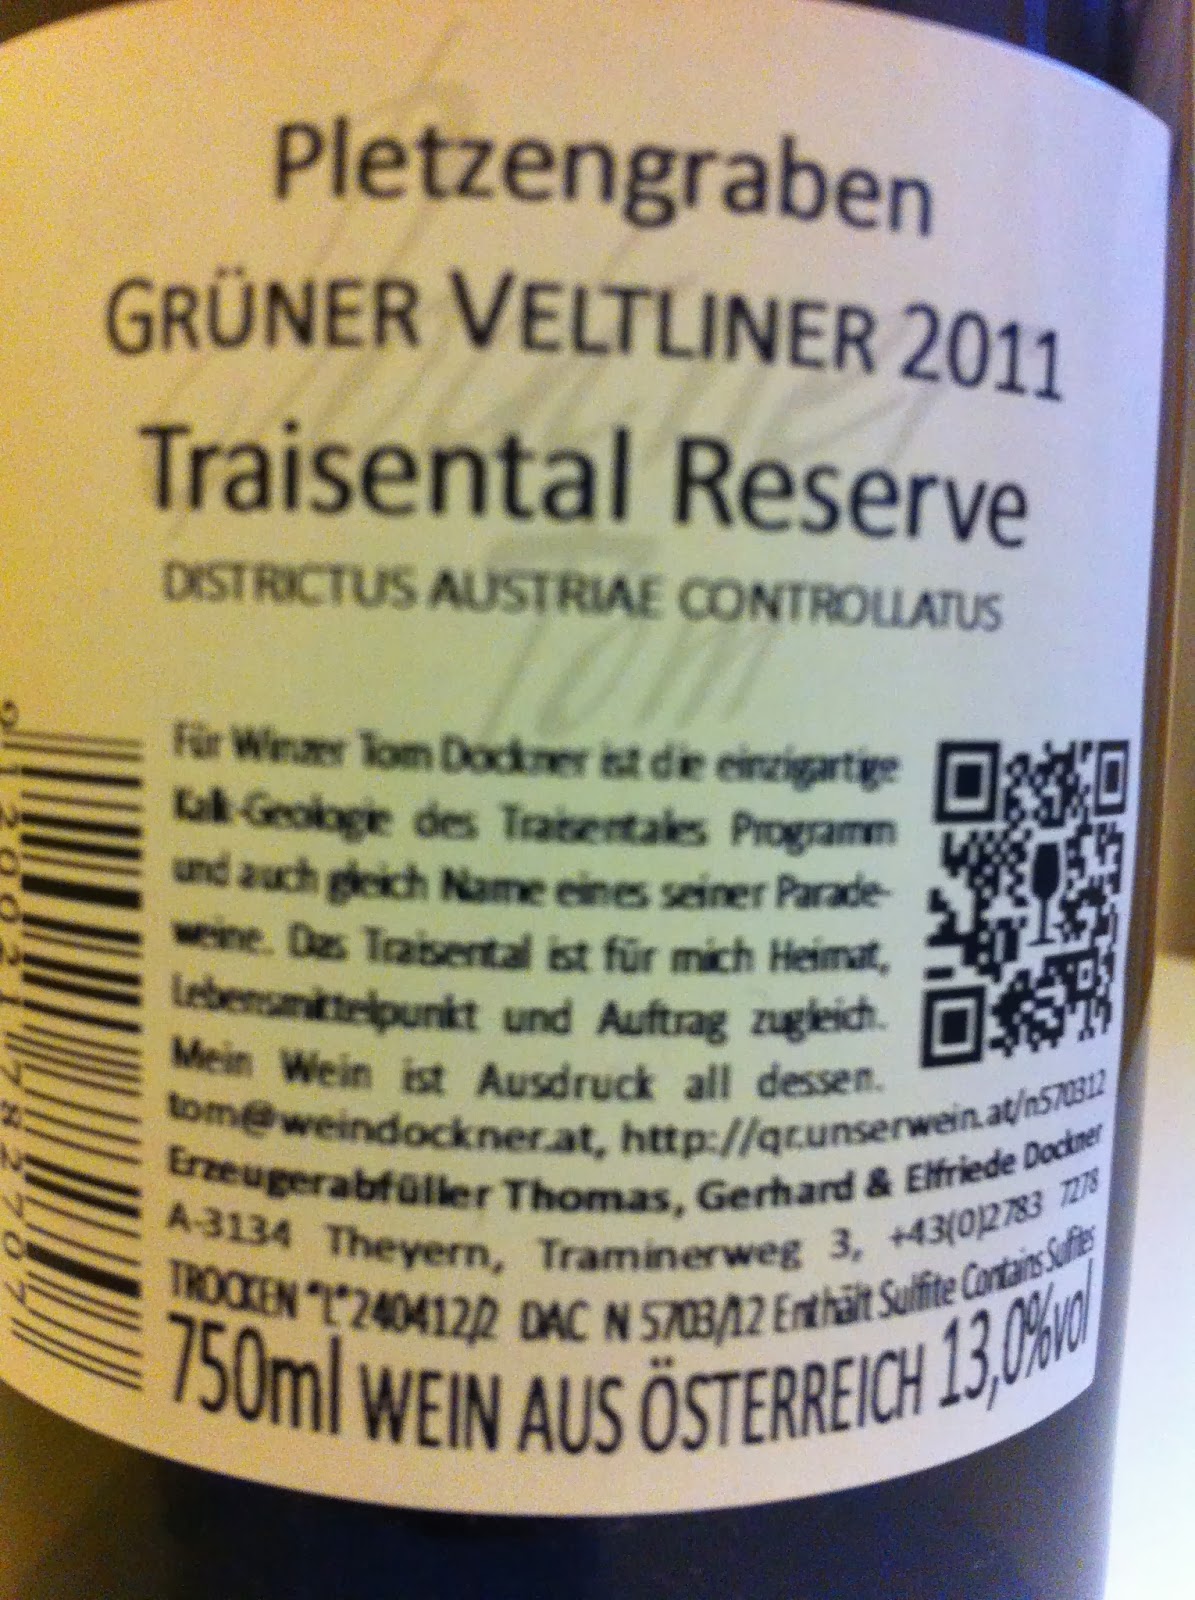 Pletzengraben
GRÜNER VELTLINER 2011
Traisental Reserve
DISTRICTUS AUSTRIAE CONTROLLATUS
Tom
Für Winzer Tom Dockner ist die einzigartige
Kalk-Geologie des Traisentales Programm
und auch gleich Name eines seiner Parade-
weine. Das Traisental ist für mich Heimat,
Lebensmittelpunkt und Auftrag zugleich.
Mein Wein ist Ausdruck all dessen.
tom@weindockner.at, http://qr.unserwein.at/n570312
Erzeugerabfüller Thomas, Gerhard & Elfriede Dockner
A-3134 Theyern, Traminerweg 3, +43(0)2783 7278
TROCKEN "L"240412/2 DAC N 5703/12 Enthält Sulfite Contains Sulfites
750ml WEIN AUS ÖSTERREICH 13,0%vol